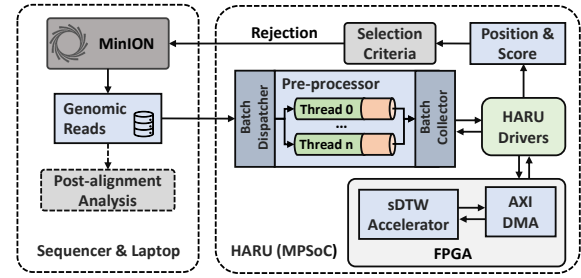 MinION
Rejection
Selection
Criteria
Position &
Score
Genomic
Reads
Batch
Dispatcher
Pre-processor
Thread 0
...
Thread n
Batch
Collector
HARU
Drivers
Post-alignment
Analysis
sDTW
Accelerator
AXI
DMA
FPGA
Sequencer & Laptop
HARU (MPSoC)